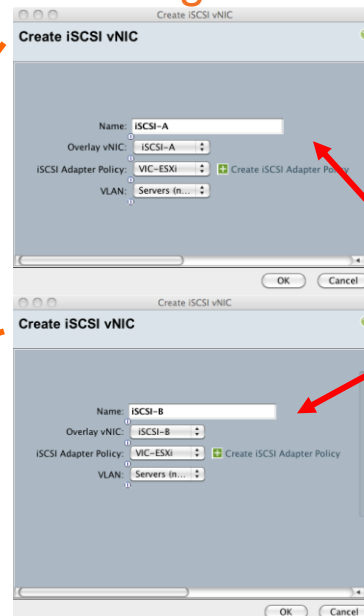 Create iSCSI vNIC
Create iSCSI vNIC
Name: iSCSI-A
Overlay vNIC: iSCSI-A
iSCSI Adapter Policy: VIC-ESXi Create iSCSI Adapter Policy
VLAN: Servers (n...
OK Cancel
Create iSCSI vNIC
Create iSCSI vNIC
Name: iSCSI-B
Overlay vNIC: iSCSI-B
iSCSI Adapter Policy: VIC-ESXi Create iSCSI Adapter Policy
VLAN: Servers (n...
OK Cancel